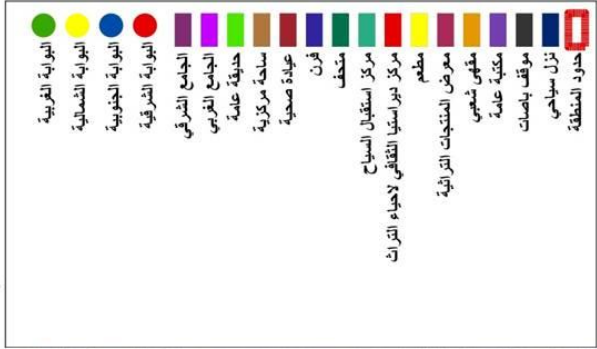 حدود المنطقة
نزل سياحي
موقف باصات
مكتبة عامة
مقهى شعبي
معرض المنتجات التراثية
مطعم
مركز ديراستيا الثقافي لاحياء التراث
مركز استقبال السياح
متحف
فرن
عيادة صحية
ساحة مركزية
حديقة عامة
الجامع الغربي
الجامع الشرقي
البوابة الشرقية
البوابة الجنوبية
البوابة الشمالية
البوابة الغربية